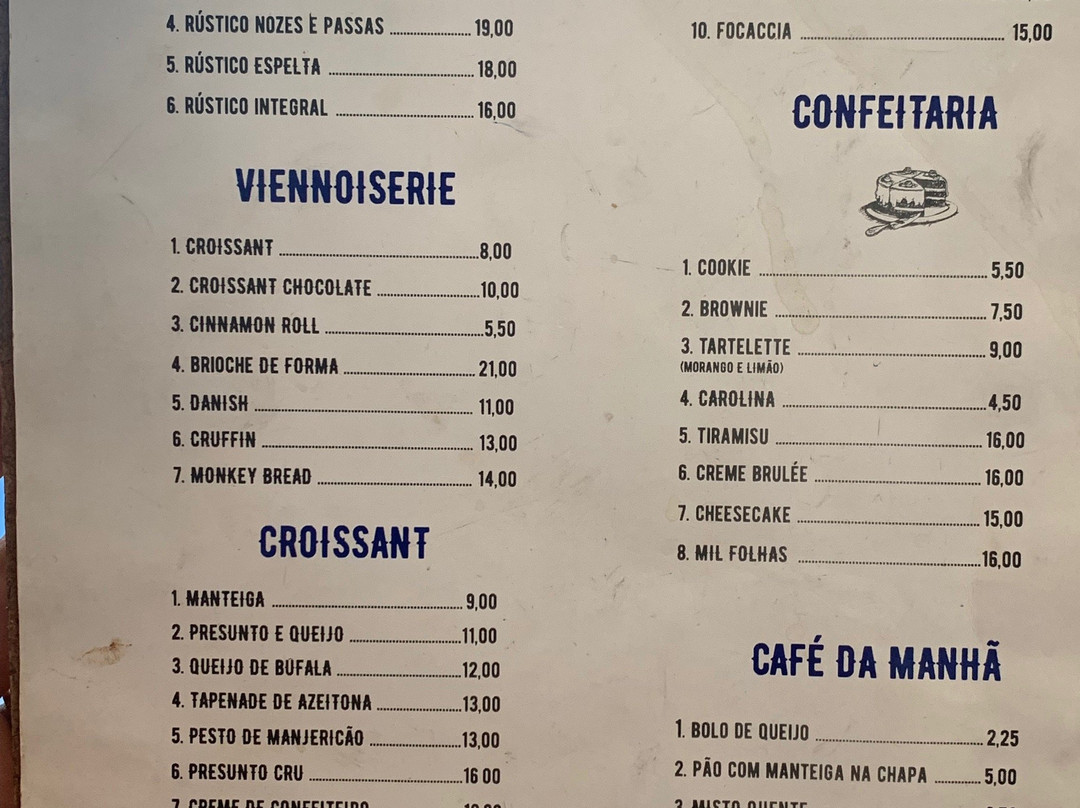 4. RÚSTICO NOZES E PASSAS 19,00
5. RÚSTICO ESPELTA 18,00
6. RÚSTICO INTEGRAL 16,00
VIENNOISERIE
1. CROISSANT 8,00
2. CROISSANT CHOCOLATE 10,00
3. CINNAMON ROLL 5,50
4. BRIOCHE DE FORMA 21,00
5. DANISH 11,00
6. CRUFFIN 13,00
7. MONKEY BREAD 14,00
CROISSANT
1. MANTEIGA 9,00
2. PRESUNTO E QUEIJO 11,00
3. QUEIJO DE BÚFALA 12,00
4. TAPENADE DE AZEITONA 13,00
5. PESTO DE MANJERICÃO 13,00
6. PRESUNTO CRU 16 00
7. CREME DE CONFEITEIRO
10. FOCACCIA 15,00
CONFEITARIA
1. COOKIE 5,50
2. BROWNIE 7,50
3. TARTELETTE 9,00
(MORANGO E LIMÃO)
4. CAROLINA 4,50
5. TIRAMISU 16,00
6. CREME BRULÉE 16,00
7. CHEESECAKE 15,00
8. MIL FOLHAS 16,00
CAFÉ DA MANHÃ
1. BOLO DE QUEIJO 2,25
2. PÃO COM MANTEIGA NA CHAPA 5,00
3. MISTO QUENTE